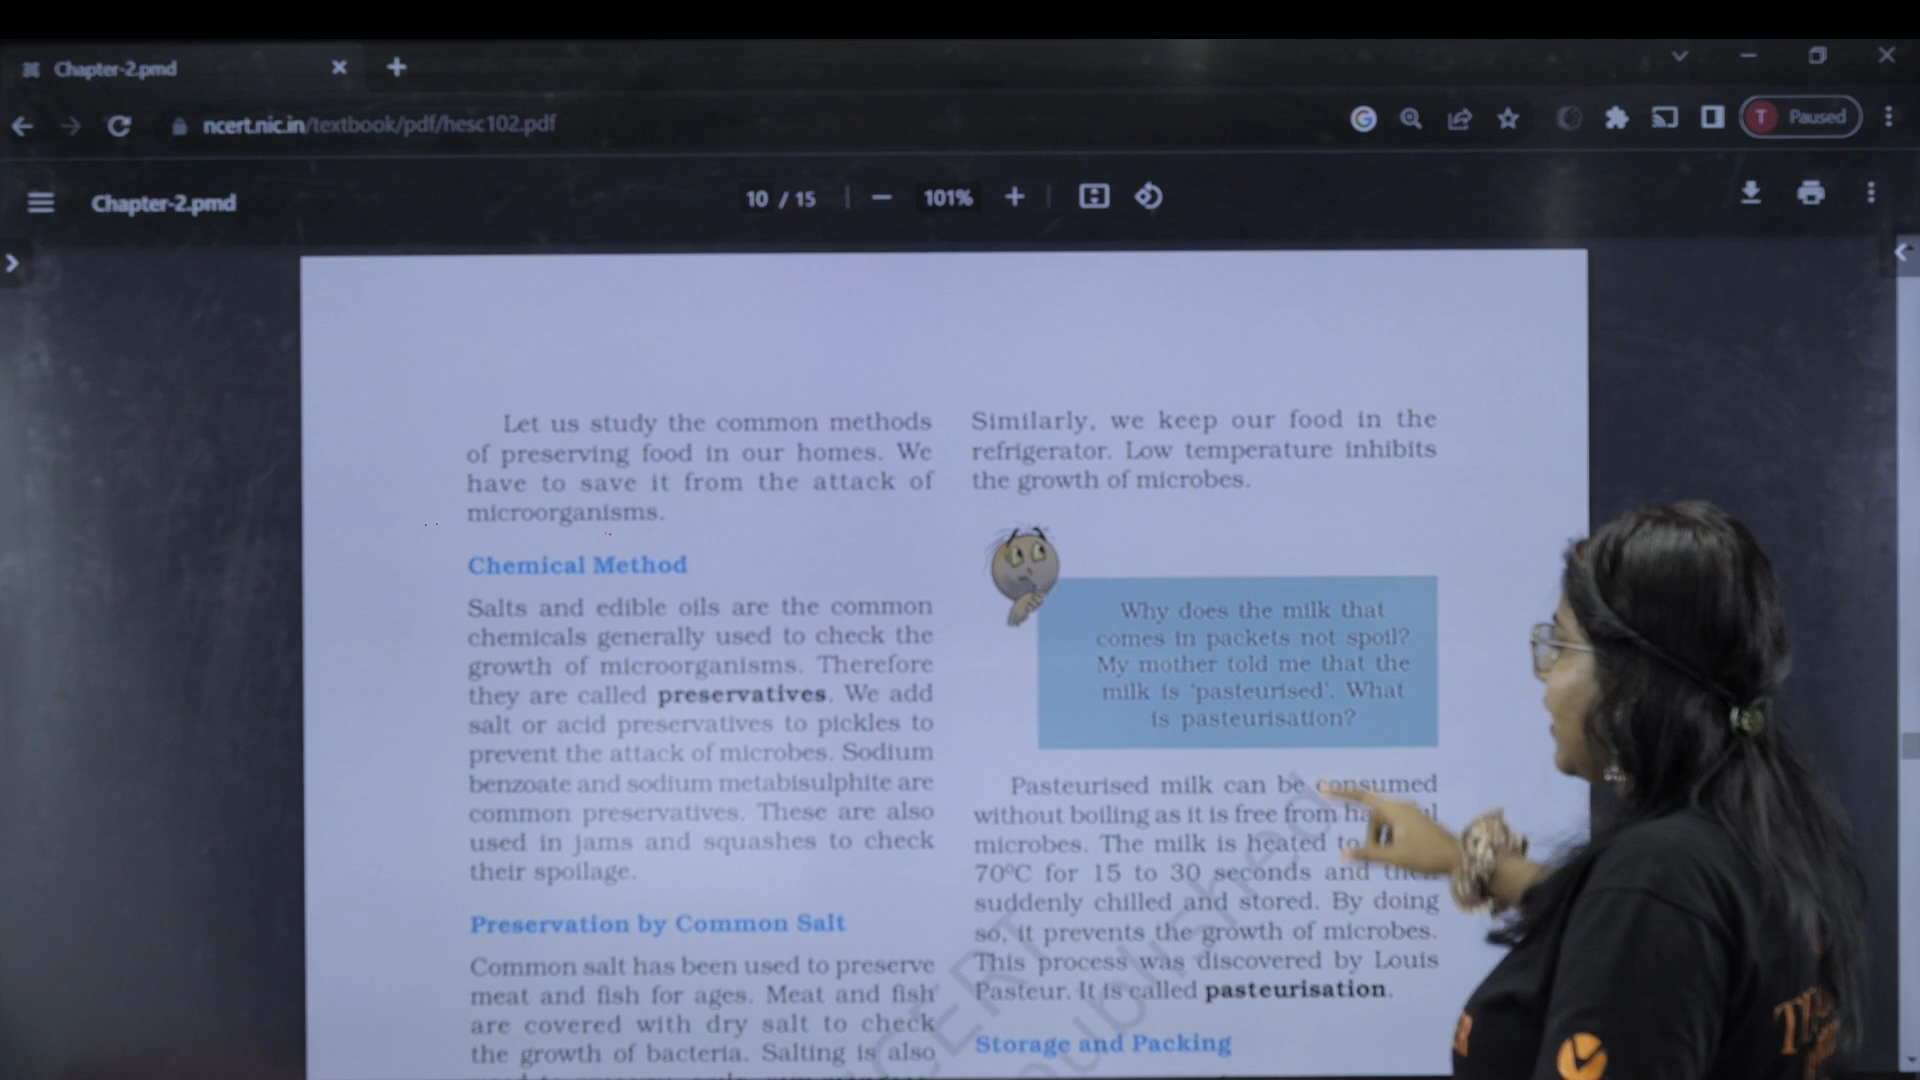 Chapter-2.pmd
ncert.nic.in/textbook/pdf/hesc102.pdf
T Paused
Chapter-2.pmd
10 / 15
101%
Let us study the common methods
of preserving food in our homes. We
have to save it from the attack of
microorganisms.
Chemical Method
Salts and edible oils are the common
chemicals generally used to check the
growth of microorganisms. Therefore
they are called preservatives. We add
salt or acid preservatives to pickles to
prevent the attack of microbes. Sodium
benzoate and sodium metabisulphite are
common preservatives. These are also
used in jams and squashes to check
their spoilage.
Preservation by Common Salt
Common salt has been used to preserve
meat and fish for ages. Meat and fish
are covered with dry salt to check
the growth of bacteria. Salting is also
Similarly, we keep our food in the
refrigerator. Low temperature inhibits
the growth of microbes.
Why does the milk that
comes in packets not spoil?
My mother told me that the
milk is 'pasteurised'. What
is pasteurisation?
Pasteurised milk can be consumed
without boiling as it is free from
microbes. The milk is heated to
70°C for 15 to 30 seconds and then
suddenly chilled and stored. By doing
so, it prevents the growth of microbes.
This process was discovered by Louis
Pasteur. It is called pasteurisation.
Storage and Packing